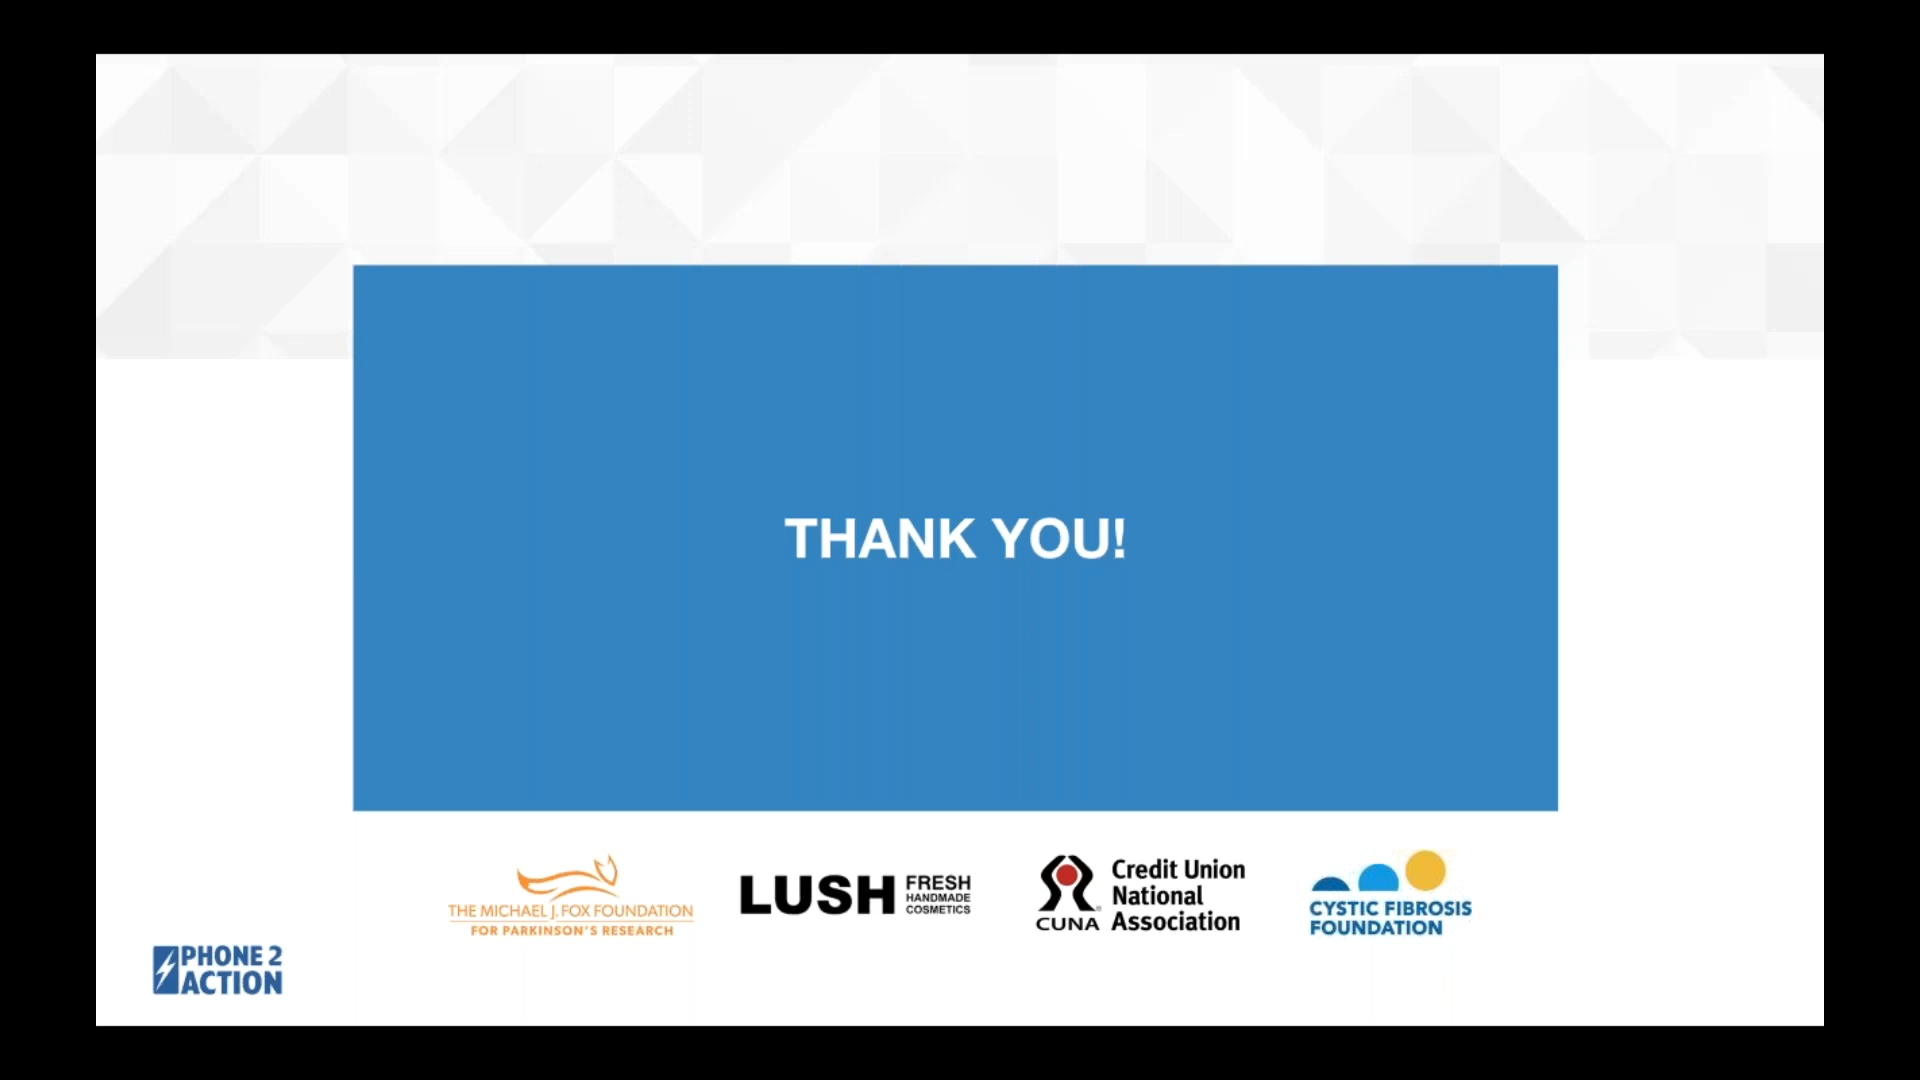 THANK YOU!
THE MICHAEL J. FOX FOUNDATION
FOR PARKINSON'S RESEARCH
LUSH FRESH
HANDMADE
COSMETICS
CUNA Credit Union
National
Association
CYSTIC FIBROSIS
FOUNDATION
PHONE 2
ACTION